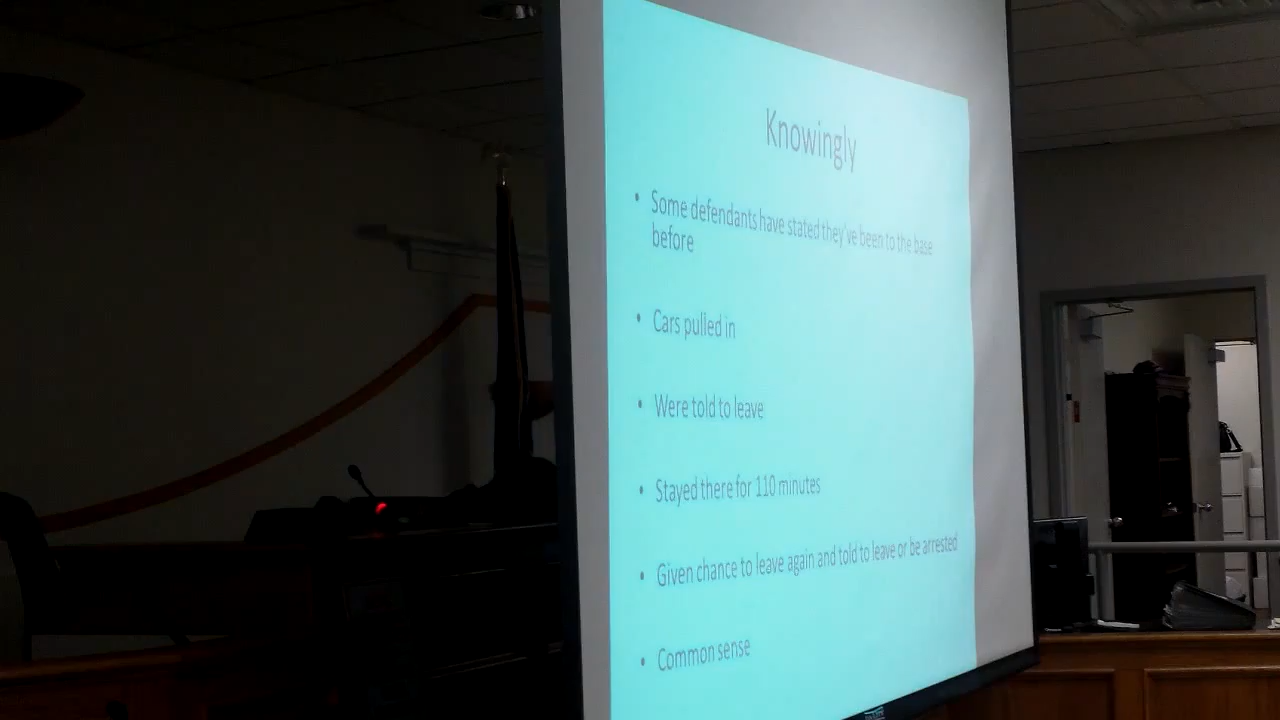 Knowingly
• Some defendants have stated they've been to the base
before
• Cars pulled in
• Were told to leave
• Stayed there for 110 minutes
• Given chance to leave again and told to leave or be arrested
• Common sense